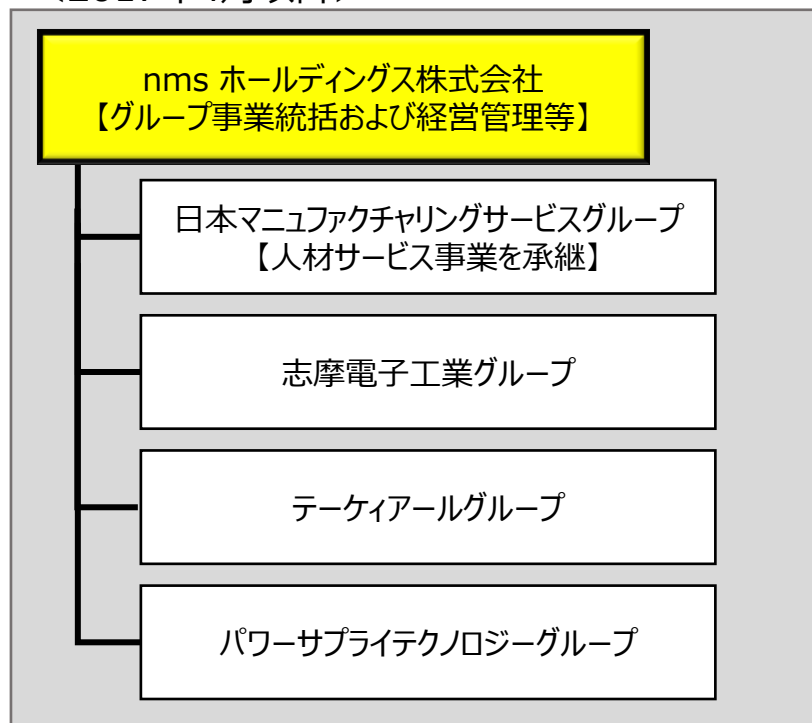 nms ホールディングス株式会社
【グループ事業統括および経営管理等】
日本マニュファクチャリングサービスグループ
【人材サービス事業を承継】
志摩電子工業グループ
テーケィアールグループ
パワーサプライテクノロジーグループ